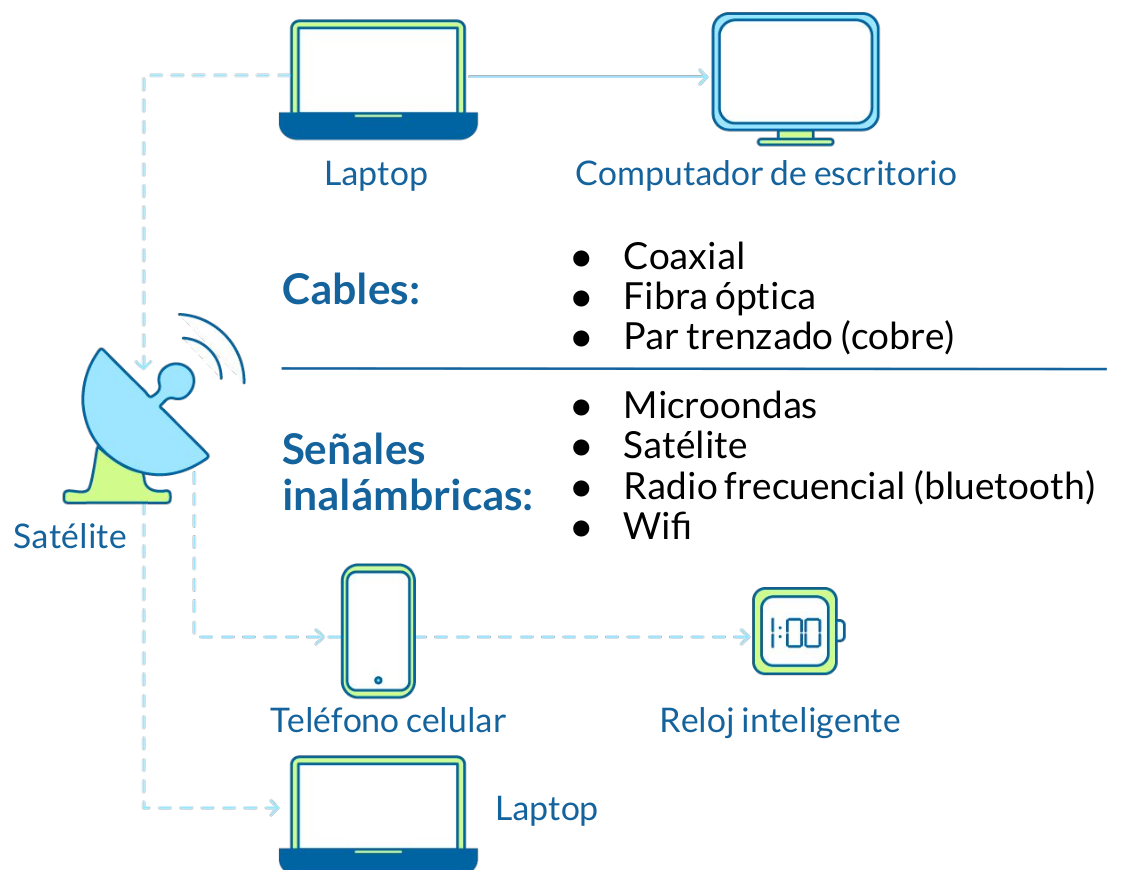 Laptop
Computador de escritorio
Cables:
● Coaxial
● Fibra óptica
● Par trenzado (cobre)
Señales
inalámbricas:
● Microondas
● Satélite
● Radio frecuencial (bluetooth)
● Wifi
Satélite
1:00
Teléfono celular
Reloj inteligente
Laptop